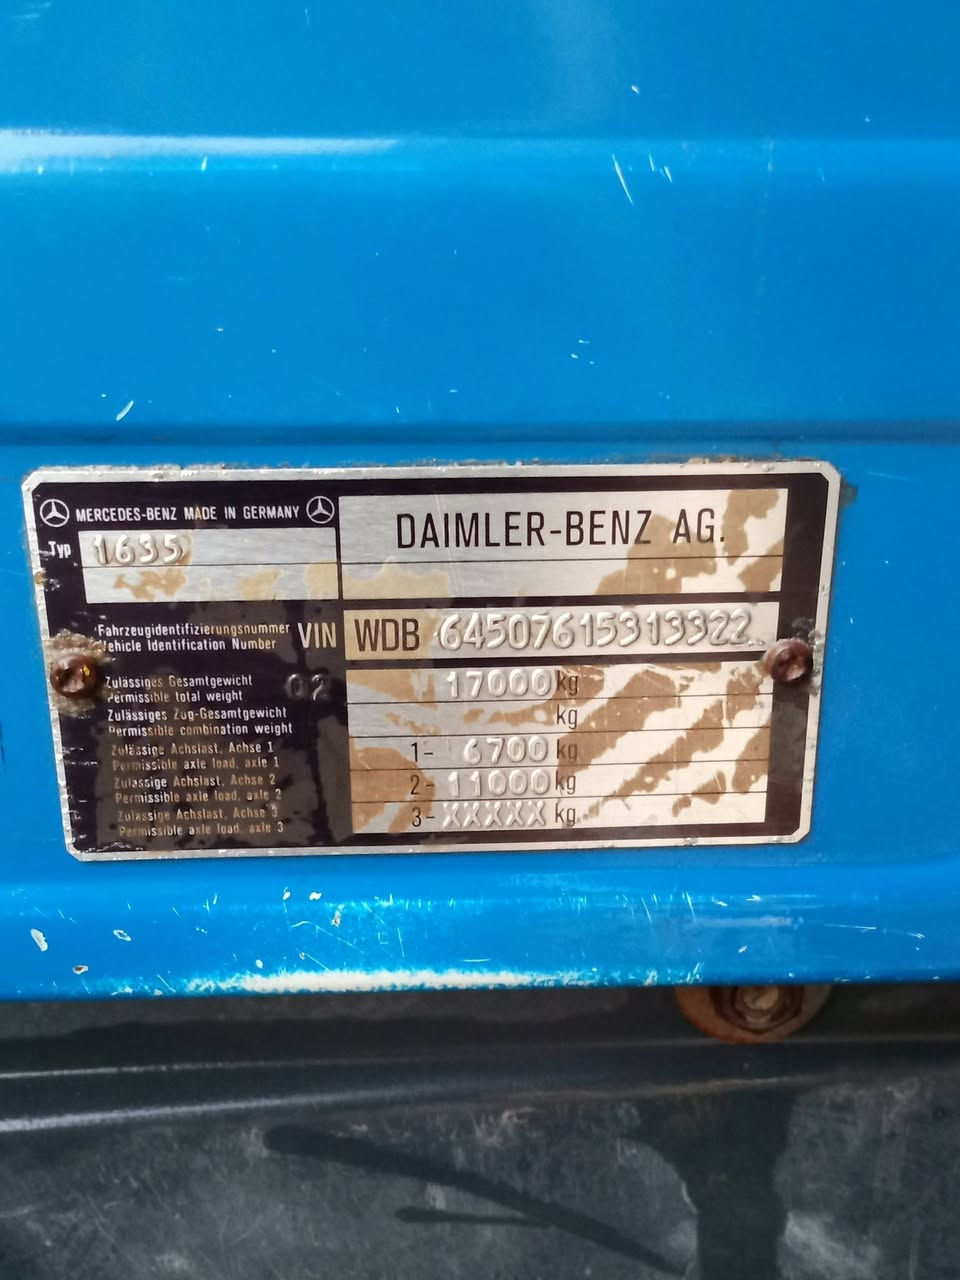 MERCEDES-BENZ MADE IN GERMANY
DAIMLER-BENZ AG.
Typ 1635
Fahrzeugidentifizierungsnummer
Vehicle Identification Number
VIN WDB 64507615313322
Zulässiges Gesamtgewicht
Permissible total weight
02 17000 kg
Zulässiges Zug-Gesamtgewicht
Permissible combination weight
kg
Zulässige Achslast, Achse 1
Permissible axle load, axle 1
1- 6700 kg
Zulässige Achslast, Achse 2
Permissible axle load, axle 2
2- 11000 kg
Zulässige Achslast, Achse 3
Permissible axle load, axle 3
3- XXXXX kg